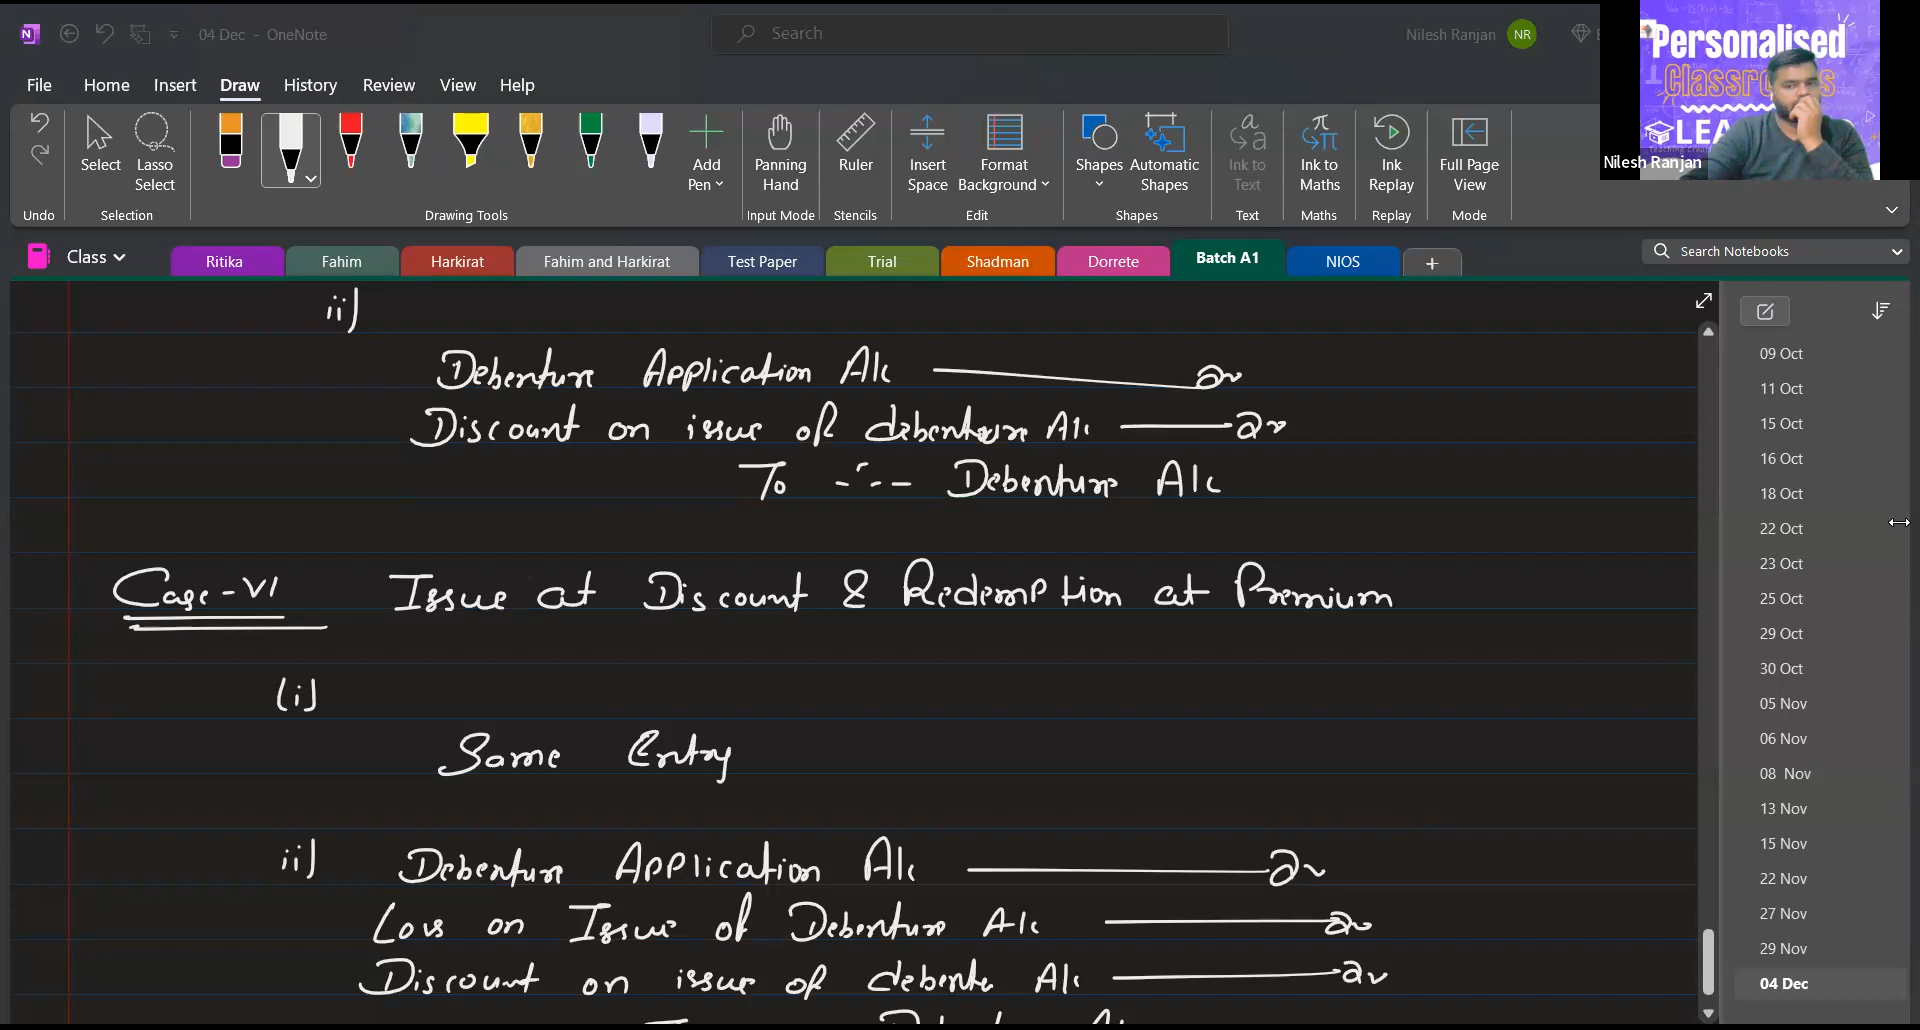 04 Dec - OneNote
Search
Nilesh Ranjan
NR
Personalised
Classrooms
LEA
Nilesh Ranjan
File
Home
Insert
Draw
History
Review
View
Help
Select
Lasso Select
Add Pen
Panning Hand
Ruler
Insert Space
Format Background
Shapes
Automatic Shapes
Ink to Text
Ink to Maths
Ink Replay
Full Page View
Undo
Selection
Drawing Tools
Input Mode
Stencils
Edit
Shapes
Text
Maths
Replay
Mode
Class
Ritika
Fahim
Harkirat
Fahim and Harkirat
Test Paper
Trial
Shadman
Dorrete
Batch A1
NIOS
+
Search Notebooks
ii)
Debenture Application A/c
Discount on issue of debenture A/c
To ---- Debenture A/c
Case-VI Issue at Discount & Redemption at Premium
(i)
Same Entry
ii) Debenture Application A/c
Loss on Issue of Debenture A/c
Discount on issue of debente A/c
09 Oct
11 Oct
15 Oct
16 Oct
18 Oct
22 Oct
23 Oct
25 Oct
29 Oct
30 Oct
05 Nov
06 Nov
08 Nov
13 Nov
15 Nov
22 Nov
27 Nov
29 Nov
04 Dec